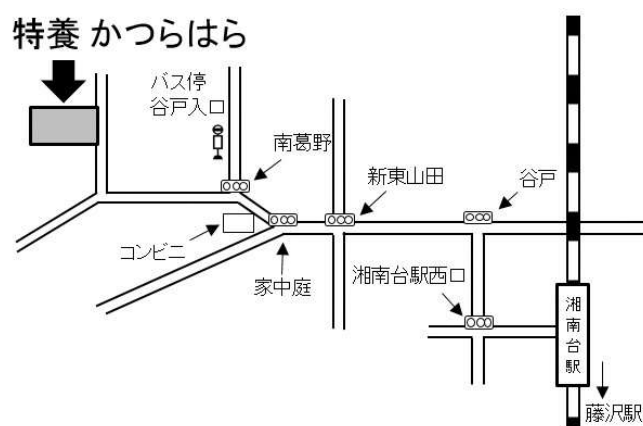 特養 かつらはら
バス停
谷戸入口
南葛野
新東山田
谷戸
コンビニ
家中庭
湘南台駅西口
湘南台駅
藤沢駅